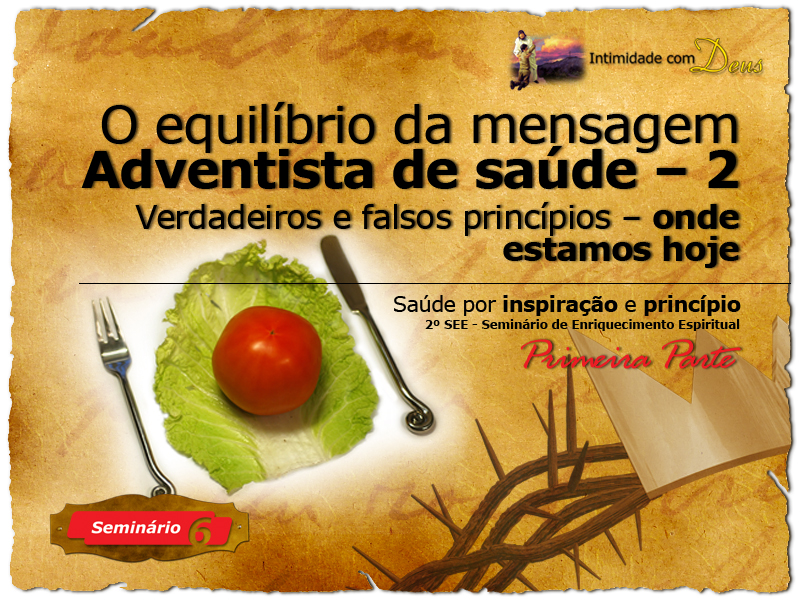 Intimidade com Deus
O equilíbrio da mensagem
Adventista de saúde – 2
Verdadeiros e falsos princípios – onde
estamos hoje
Saúde por inspiração e princípio
2º SEE - Seminário de Enriquecimento Espiritual
Primeira Parte
Seminário 6